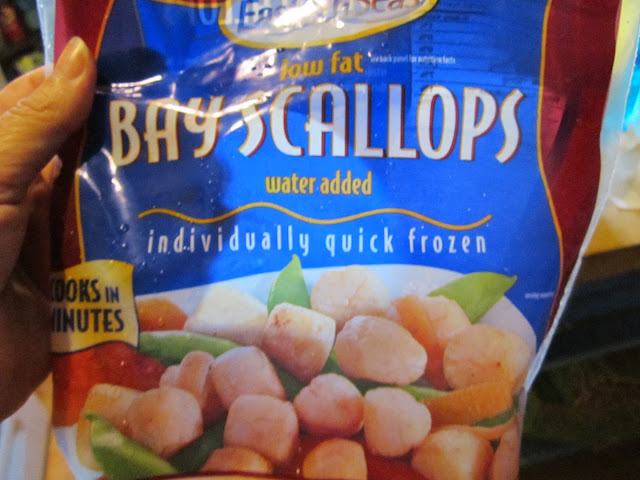 low fat
BAY SCALLOPS
water added
individually quick frozen
COOKS IN
MINUTES